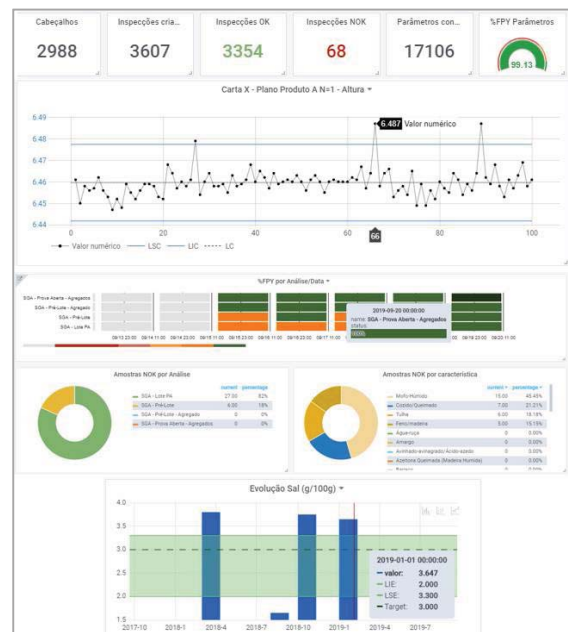 Cabeçalhos
Inspecções cria...
Inspecções OK
Inspecções NOK
Parâmetros con...
%FPY Parâmetros
2988
3607
3354
68
17106
99.13
Carta X - Plano Produto A N=1 - Altura
6.49
6.48
6.47
6.46
6.45
6.44
6.487 Valor numérico
0 20 40 60 66 80 100
Valor numérico LSC LIC LC
%FPY por Análise/Data
SGA - Prova Aberta - Agregados
SGA - Pré-Lote - Agregado
SGA - Pré-Lote
SGA - Lote PA
2019-09-20 00:00:00
name: SGA - Prova Aberta - Agregados
status
Amostras NOK por Análise
current percentage
SGA - Lote PA 27.00 82%
SGA - Pré-Lote 6.00 18%
SGA - Pré-Lote - Agregado 0 0%
SGA - Prova Aberta - Agregados 0 0%
Amostras NOK por característica
current percentage
Mofo/Húmido 15.00 45.45%
Cozido/Queimado 7.00 21.21%
Tulha 6.00 18.18%
Feno/madeira 5.00 15.15%
Aguaruça 0 0.00%
Amargo 0 0.00%
Avinhado-avinagrado/Ácido-azedo 0 0.00%
Azeitona Queimada (Madeira Húmida) 0 0.00%
0 0.00%
Evolução Sal (g/100g)
4.0
3.5
3.0
2.5
2.0
1.5
2019-01-01 00:00:00
valor: 3.647
LIE: 2.000
LSE: 3.300
Target: 3.000
2017-10 2018-1 2018-4 2018-7 2018-10 2019-1 2019-4 2019-7